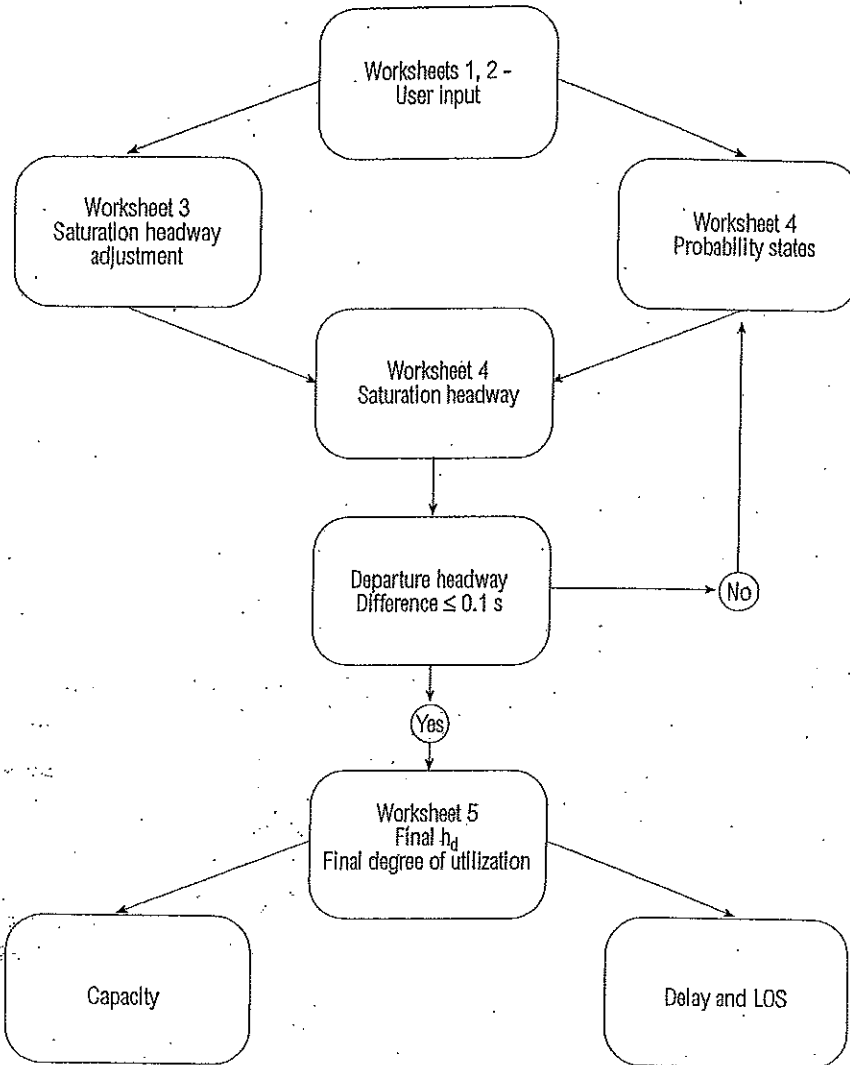 Worksheets 1, 2 -
User input
Worksheet 3
Saturation headway
adjustment
Worksheet 4
Probability states
Worksheet 4
Saturation headway
Departure headway
Difference ≤ 0.1 s
No
Yes
Worksheet 5
Final hd
Final degree of utilization
Capacity
Delay and LOS